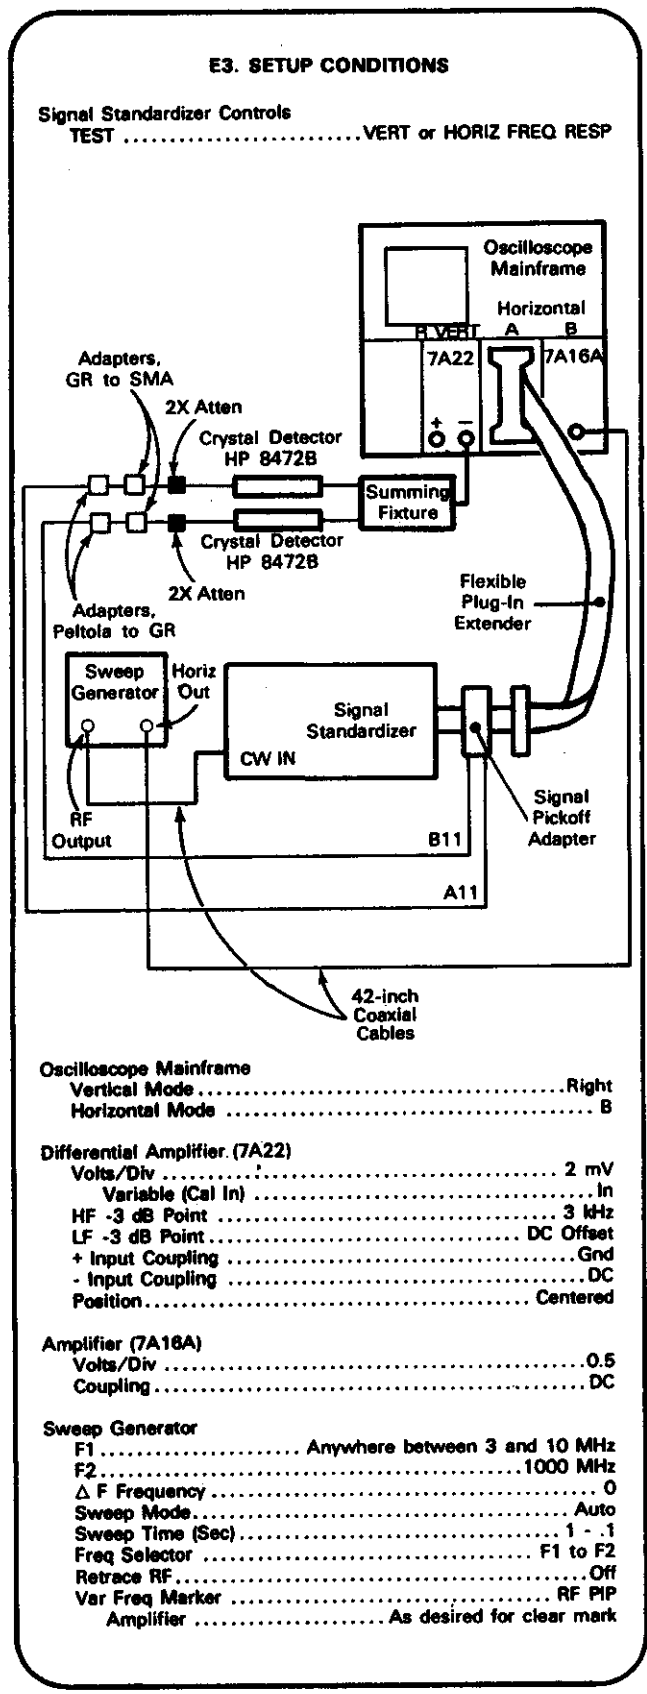 E3. SETUP CONDITIONS
Signal Standardizer Controls
TEST ........................... VERT or HORIZ FREQ RESP
Oscilloscope
Mainframe
Horizontal
R VERT A B
7A22 7A16A
+ −
Adapters,
GR to SMA
2X Atten
Crystal Detector
HP 8472B
Summing
Fixture
Crystal Detector
HP 8472B
2X Atten
Adapters,
Peltola to GR
Flexible
Plug-In
Extender
Sweep
Generator
Horiz
Out
Signal
Standardizer
CW IN
RF
Output
Signal
Pickoff
Adapter
B11
A11
42-inch
Coaxial
Cables
Oscilloscope Mainframe
Vertical Mode ........................................ Right
Horizontal Mode ........................................ B
Differential Amplifier (7A22)
Volts/Div ........................................ 2 mV
Variable (Cal In) ........................................ In
HF -3 dB Point ........................................ 3 kHz
LF -3 dB Point ........................................ DC Offset
+ Input Coupling ........................................ Gnd
- Input Coupling ........................................ DC
Position ........................................ Centered
Amplifier (7A16A)
Volts/Div ........................................ 0.5
Coupling ........................................ DC
Sweep Generator
F1 ..................... Anywhere between 3 and 10 MHz
F2 ........................................ 1000 MHz
Δ F Frequency ........................................ 0
Sweep Mode ........................................ Auto
Sweep Time (Sec) ........................................ 1 - .1
Freq Selector ........................................ F1 to F2
Retrace RF ........................................ Off
Var Freq Marker ........................................ RF PIP
Amplifier .................... As desired for clear mark